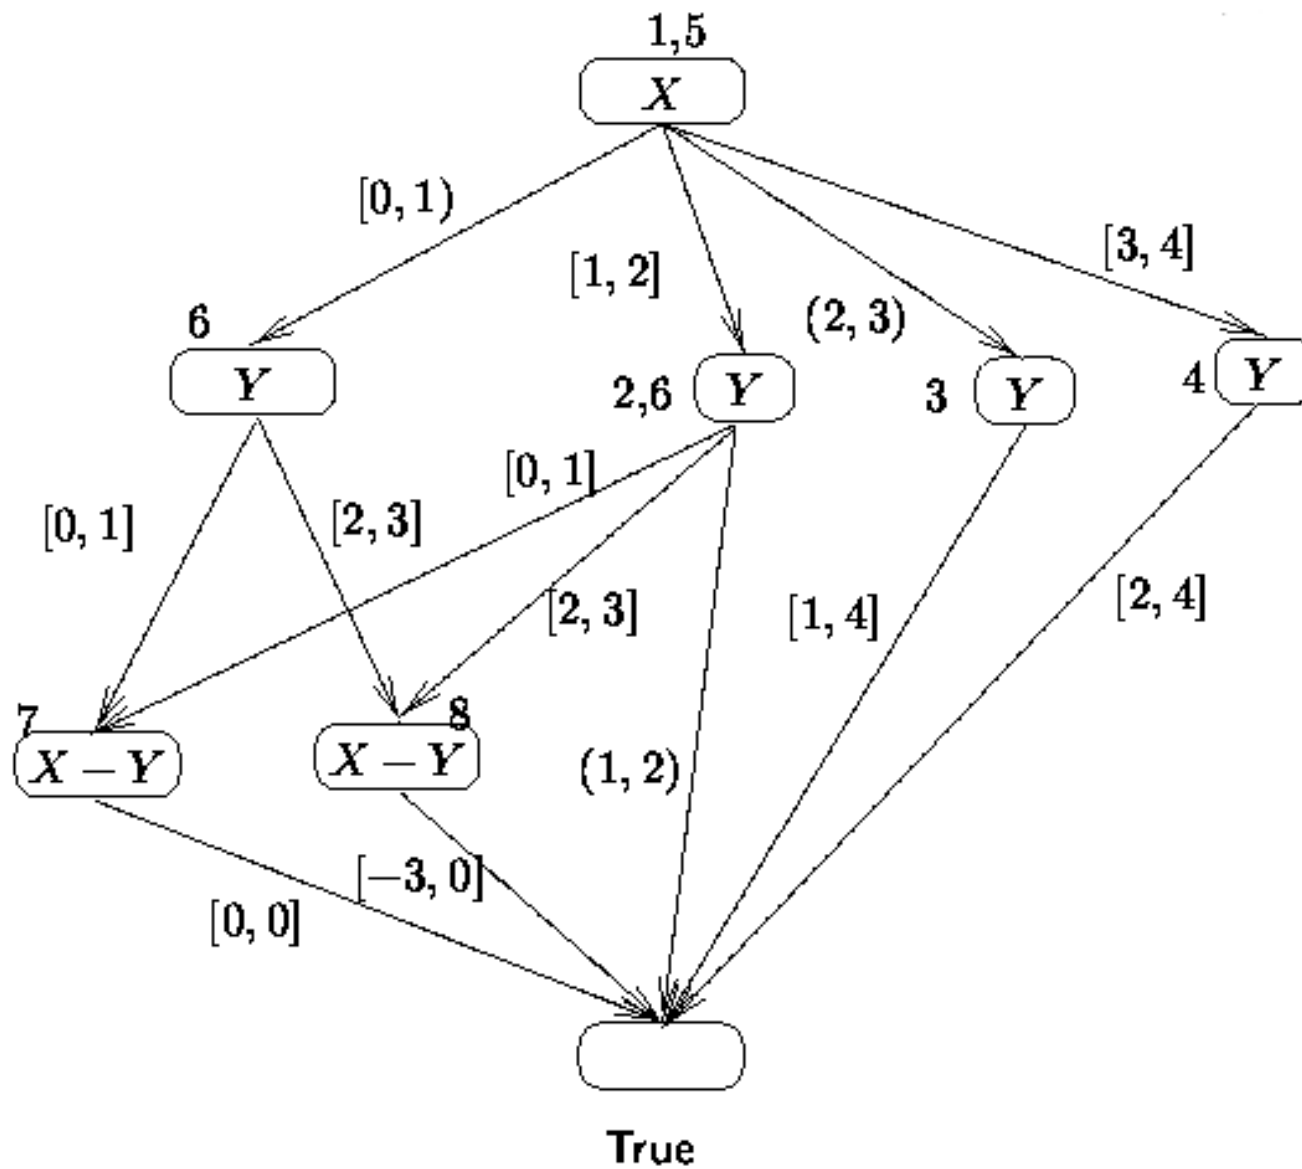 1,5
X
[0, 1)
[1, 2]
(2, 3)
[3, 4]
6
Y
2,6
Y
3
Y
4
Y
[0, 1]
[2, 3]
[0, 1]
[2, 3]
[1, 4]
[2, 4]
7
X − Y
8
X − Y
(1, 2)
[0, 0]
[−3, 0]
True